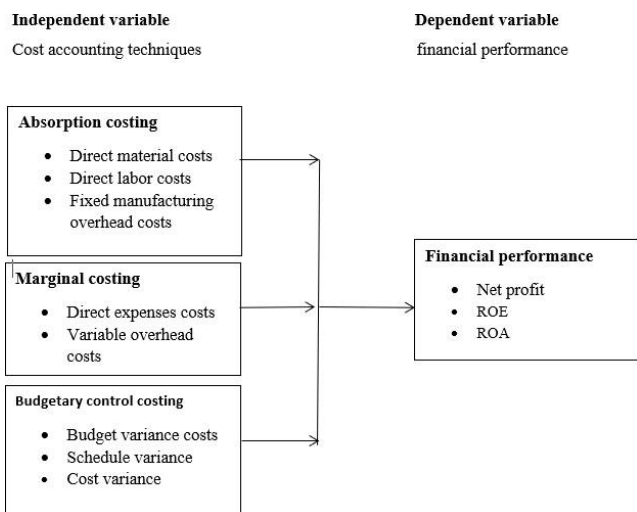 Independent variable
Dependent variable
Cost accounting techniques
financial performance
Absorption costing
• Direct material costs
• Direct labor costs
• Fixed manufacturing
overhead costs
Marginal costing
• Direct expenses costs
• Variable overhead
costs
Budgetary control costing
• Budget variance costs
• Schedule variance
• Cost variance
Financial performance
• Net profit
• ROE
• ROA